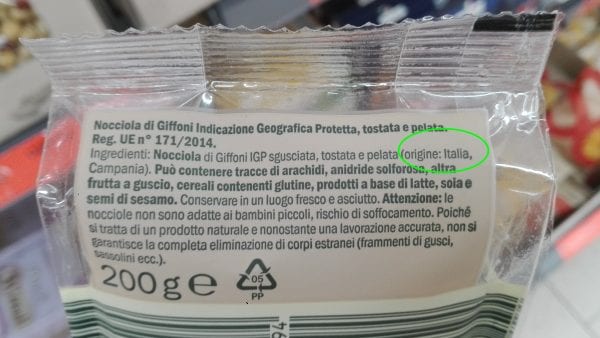 Nocciola di Giffoni Indicazione Geografica Protetta, tostata e pelata.
Reg. UE n° 171/2014.
Ingredienti: Nocciola di Giffoni IGP sgusciata, tostata e pelata (origine: Italia,
Campania). Può contenere tracce di arachidi, anidride solforosa, altra
frutta a guscio, cereali contenenti glutine, prodotti a base di latte, soia e
semi di sesamo. Conservare in un luogo fresco e asciutto. Attenzione: le
nocciole non sono adatte ai bambini piccoli, rischio di soffocamento. Poiché
si tratta di un prodotto naturale e nonostante una lavorazione accurata, non si
garantisce la completa eliminazione di corpi estranei (frammenti di gusci,
sassolini ecc.).
200 g e
05
PP
94